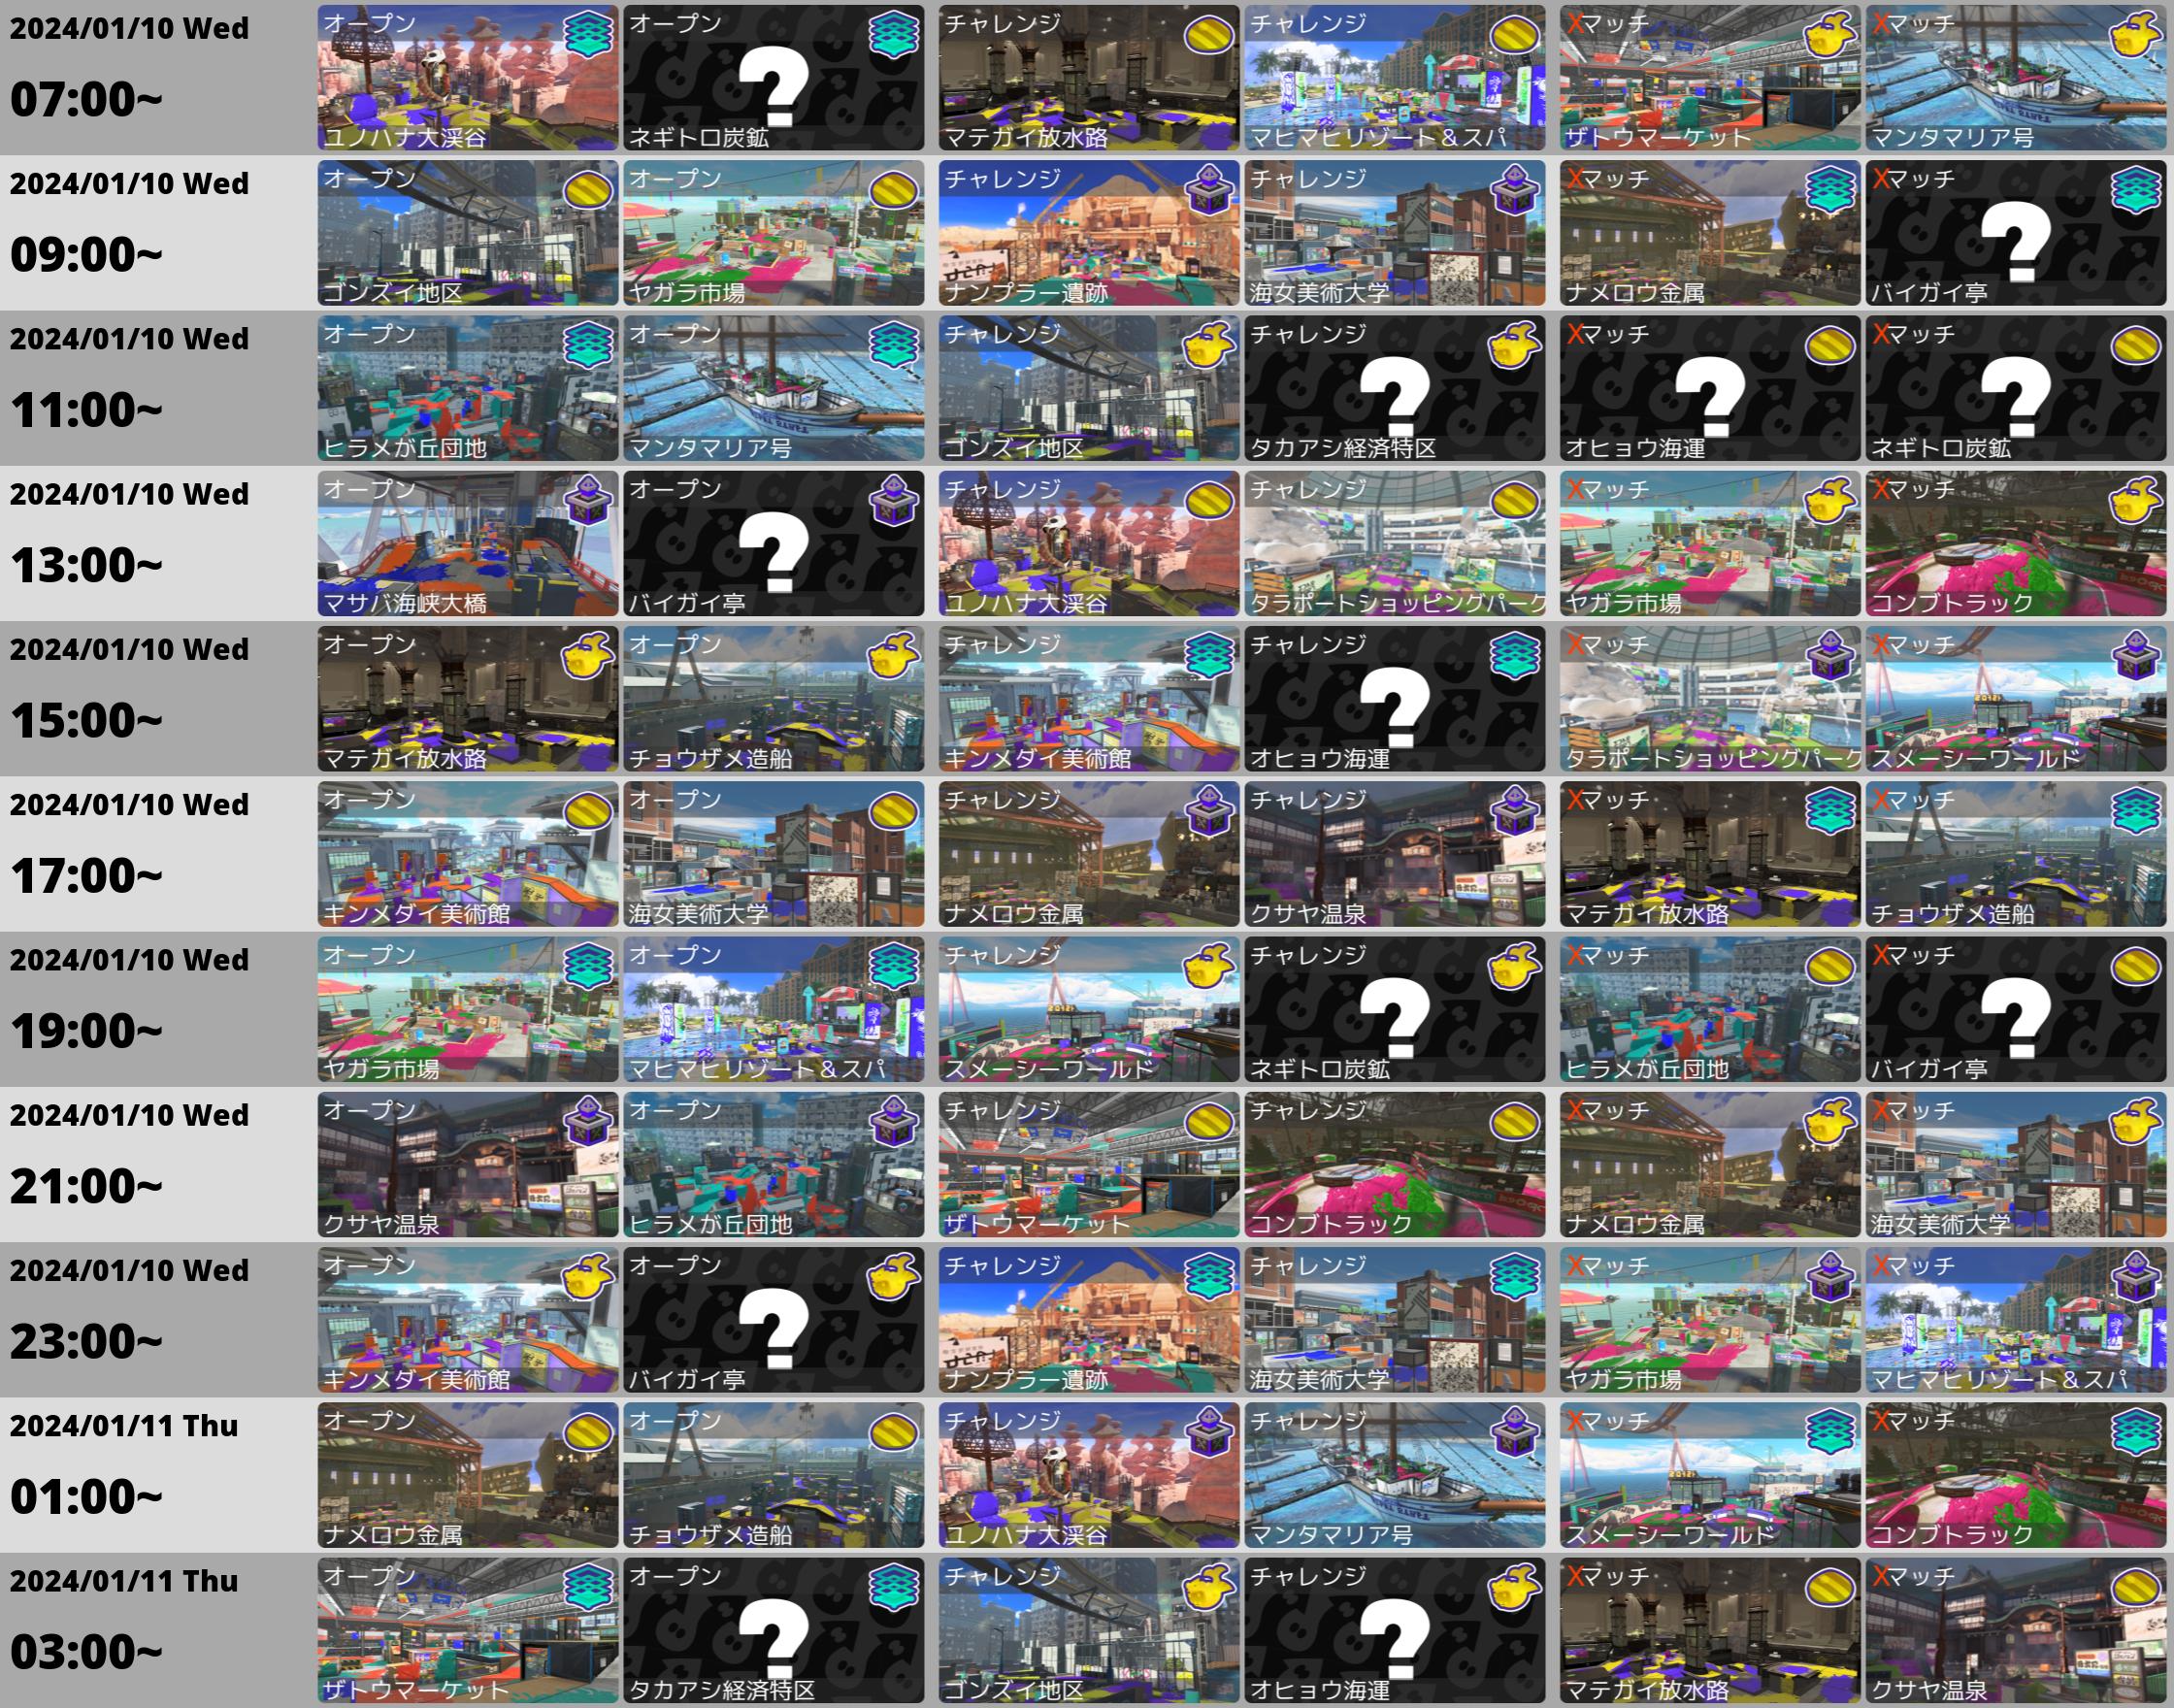 2024/01/10 Wed
07:00~
オープン
ユノハナ大渓谷
オープン
ネギトロ炭鉱
チャレンジ
マテガイ放水路
チャレンジ
マヒマヒリゾート＆スパ
Xマッチ
ザトウマーケット
Xマッチ
マンタマリア号
2024/01/10 Wed
09:00~
オープン
ゴンズイ地区
オープン
ヤガラ市場
チャレンジ
ナンプラー遺跡
チャレンジ
海女美術大学
Xマッチ
ナメロウ金属
Xマッチ
バイガイ亭
2024/01/10 Wed
11:00~
オープン
ヒラメが丘団地
オープン
マンタマリア号
チャレンジ
ゴンズイ地区
チャレンジ
タカアシ経済特区
Xマッチ
オヒョウ海運
Xマッチ
ネギトロ炭鉱
2024/01/10 Wed
13:00~
オープン
マサバ海峡大橋
オープン
バイガイ亭
チャレンジ
ユノハナ大渓谷
チャレンジ
タラポートショッピングパーク
Xマッチ
ヤガラ市場
Xマッチ
コンブトラック
2024/01/10 Wed
15:00~
オープン
マテガイ放水路
オープン
チョウザメ造船
チャレンジ
キンメダイ美術館
チャレンジ
オヒョウ海運
Xマッチ
タラポートショッピングパーク
Xマッチ
スメーシーワールド
2024/01/10 Wed
17:00~
オープン
キンメダイ美術館
オープン
海女美術大学
チャレンジ
ナメロウ金属
チャレンジ
クサヤ温泉
Xマッチ
マテガイ放水路
Xマッチ
チョウザメ造船
2024/01/10 Wed
19:00~
オープン
ヤガラ市場
オープン
マヒマヒリゾート＆スパ
チャレンジ
スメーシーワールド
チャレンジ
ネギトロ炭鉱
Xマッチ
ヒラメが丘団地
Xマッチ
バイガイ亭
2024/01/10 Wed
21:00~
オープン
クサヤ温泉
オープン
ヒラメが丘団地
チャレンジ
ザトウマーケット
チャレンジ
コンブトラック
Xマッチ
ナメロウ金属
Xマッチ
海女美術大学
2024/01/10 Wed
23:00~
オープン
キンメダイ美術館
オープン
バイガイ亭
チャレンジ
ナンプラー遺跡
チャレンジ
海女美術大学
Xマッチ
ヤガラ市場
Xマッチ
マヒマヒリゾート＆スパ
2024/01/11 Thu
01:00~
オープン
ナメロウ金属
オープン
チョウザメ造船
チャレンジ
ユノハナ大渓谷
チャレンジ
マンタマリア号
Xマッチ
スメーシーワールド
Xマッチ
コンブトラック
2024/01/11 Thu
03:00~
オープン
ザトウマーケット
オープン
タカアシ経済特区
チャレンジ
ゴンズイ地区
チャレンジ
オヒョウ海運
Xマッチ
マテガイ放水路
Xマッチ
クサヤ温泉